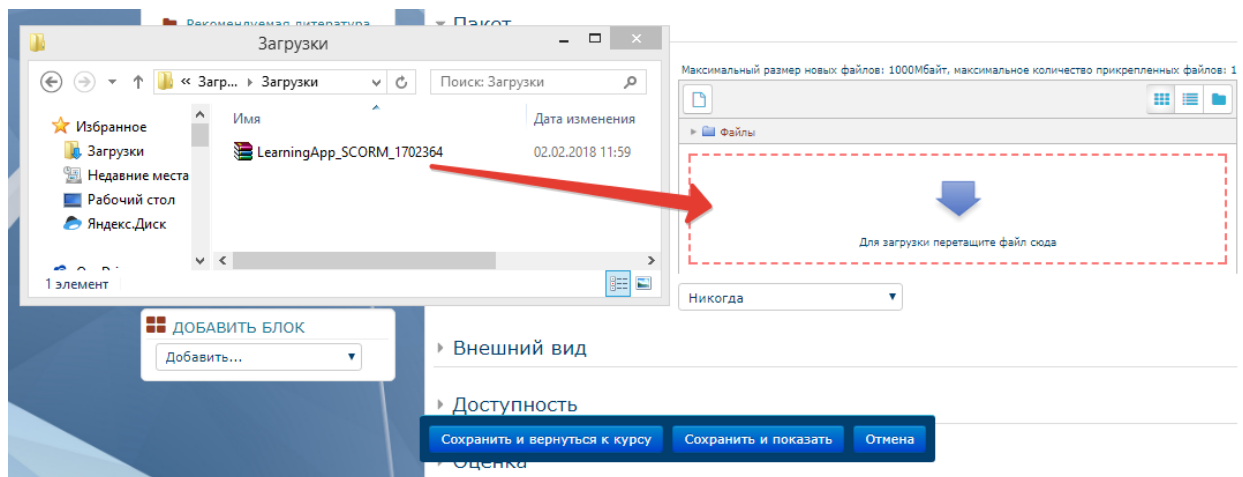 Рекомендуемая литература
Пакет
Загрузки
« Загр... Загрузки
Поиск: Загрузки
Максимальный размер новых файлов: 1000Мбайт, максимальное количество прикрепленных файлов: 1
Избранное
Загрузки
Недавние места
Рабочий стол
Яндекс.Диск
Имя
Дата изменения
LearningApp_SCORM_1702364
02.02.2018 11:59
1 элемент
Файлы
Для загрузки перетащите файл сюда
Никогда
ДОБАВИТЬ БЛОК
Добавить...
Внешний вид
Доступность
Сохранить и вернуться к курсу
Сохранить и показать
Отмена
Оценка